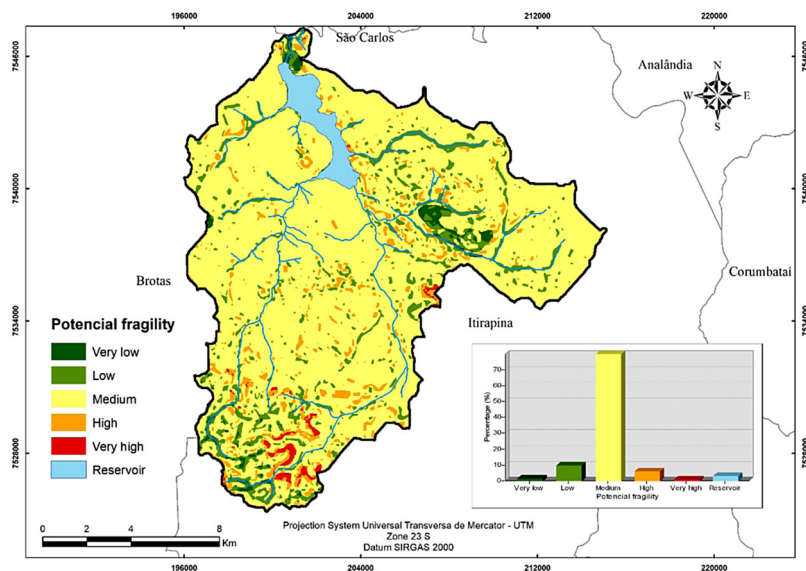 196000 204000 212000 220000
São Carlos
7546000 7546000
Analândia
N
W E
S
7540000 7540000
Brotas
Corumbataí
Itirapina
7534000 7534000
Potencial fragility
Very low
Low
Medium
High
Very high
Reservoir
Percentage (%)
70
60
50
40
30
20
10
0
Very low Low Medium High Very high Reservoir
Potencial fragility
7528000 7528000
0 2 4 6 8
Km
Projection System Universal Transversa de Mercator - UTM
Zone 23 S
Datum SIRGAS 2000
196000 204000 212000 220000